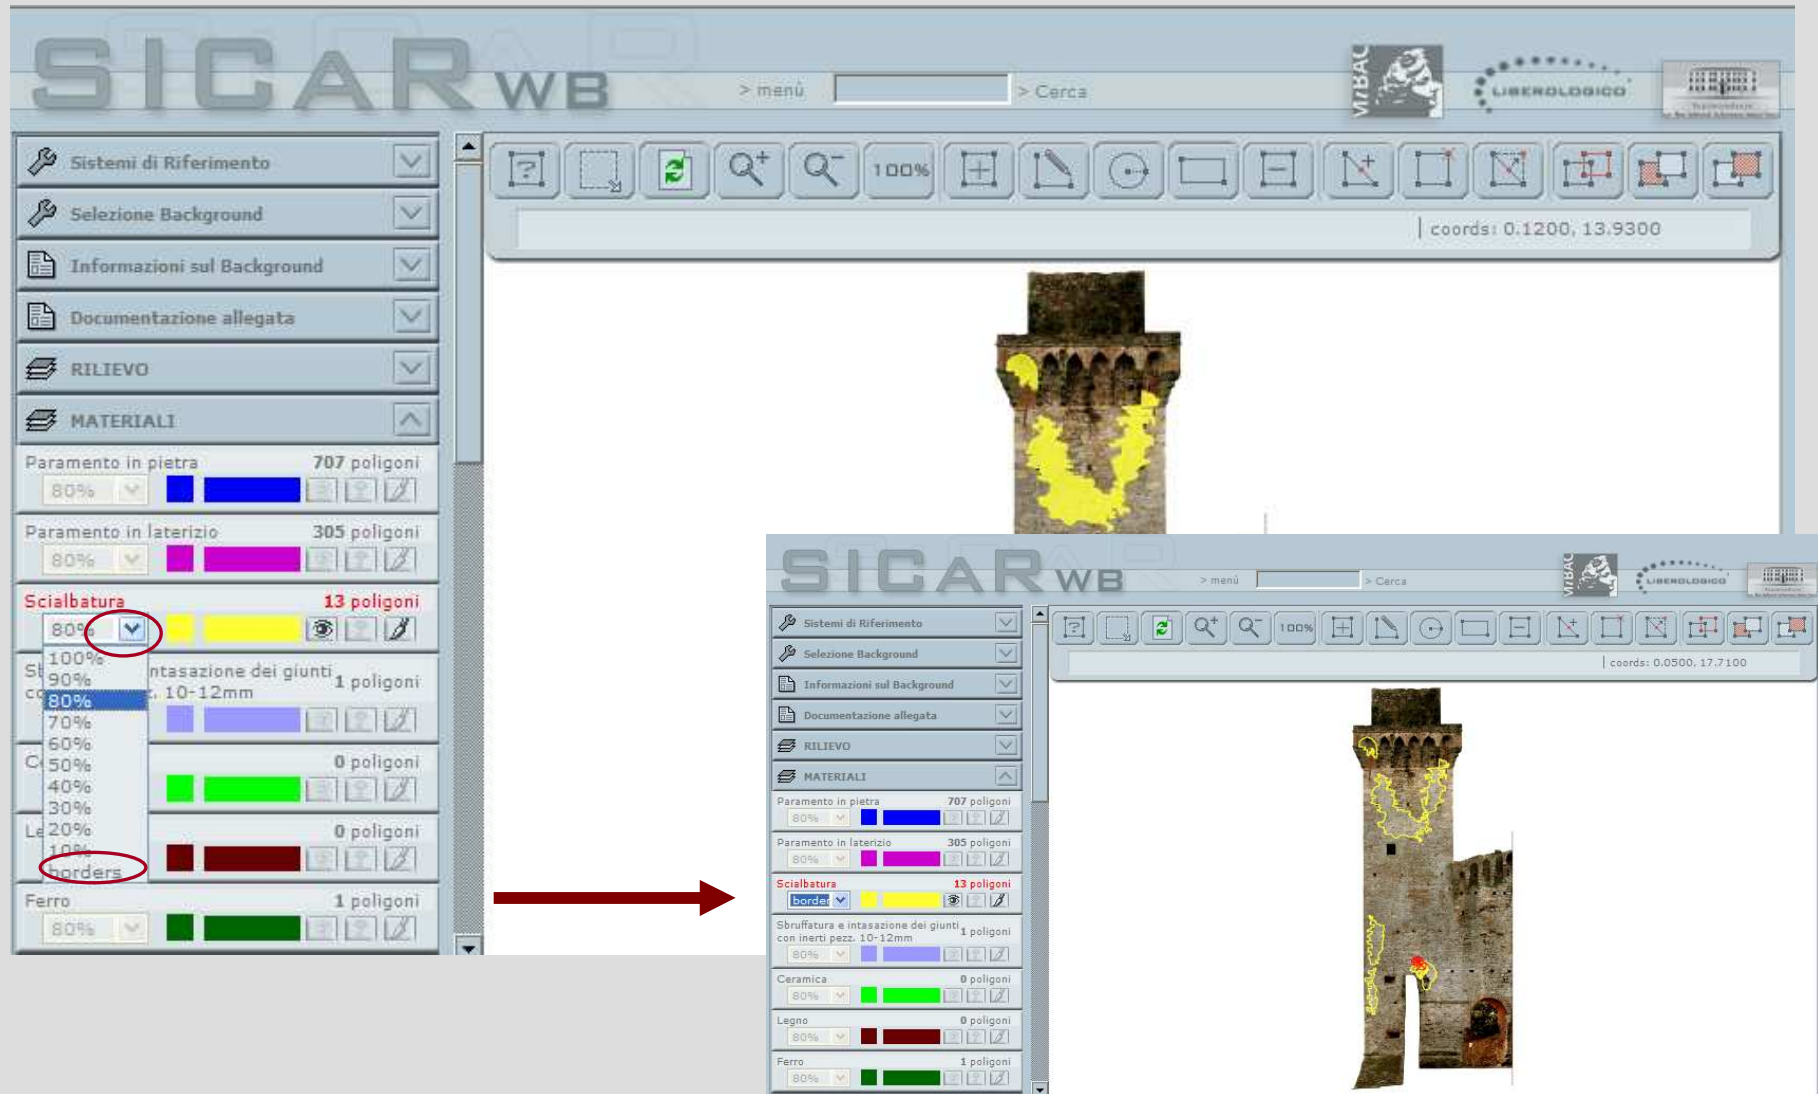 SICAR WB
> menù
> Cerca
MiBAC
LIBEROLOGICO
Sistemi di Riferimento
100%
Selezione Background
coords: 0.1200, 13.9300
Informazioni sul Background
Documentazione allegata
RILIEVO
MATERIALI
Paramento in pietra 707 poligoni
80%
Paramento in laterizio 305 poligoni
80%
Scialbatura 13 poligoni
80%
100%
90%
80%
70%
60%
50%
40%
30%
20%
10%
borders
ntasazione dei giunti 1 poligoni
z. 10-12mm
0 poligoni
0 poligoni
Ferro 1 poligoni
80%
SICAR WB
> menù
> Cerca
MiBAC
LIBEROLOGICO
Sistemi di Riferimento
100%
Selezione Background
coords: 0.0500, 17.7100
Informazioni sul Background
Documentazione allegata
RILIEVO
MATERIALI
Paramento in pietra 707 poligoni
80%
Paramento in laterizio 305 poligoni
80%
Scialbatura 13 poligoni
border
Sbruffatura e intasazione dei giunti 1 poligoni
con inerti pezz. 10-12mm
80%
Ceramica 0 poligoni
80%
Legno 0 poligoni
80%
Ferro 1 poligoni
80%